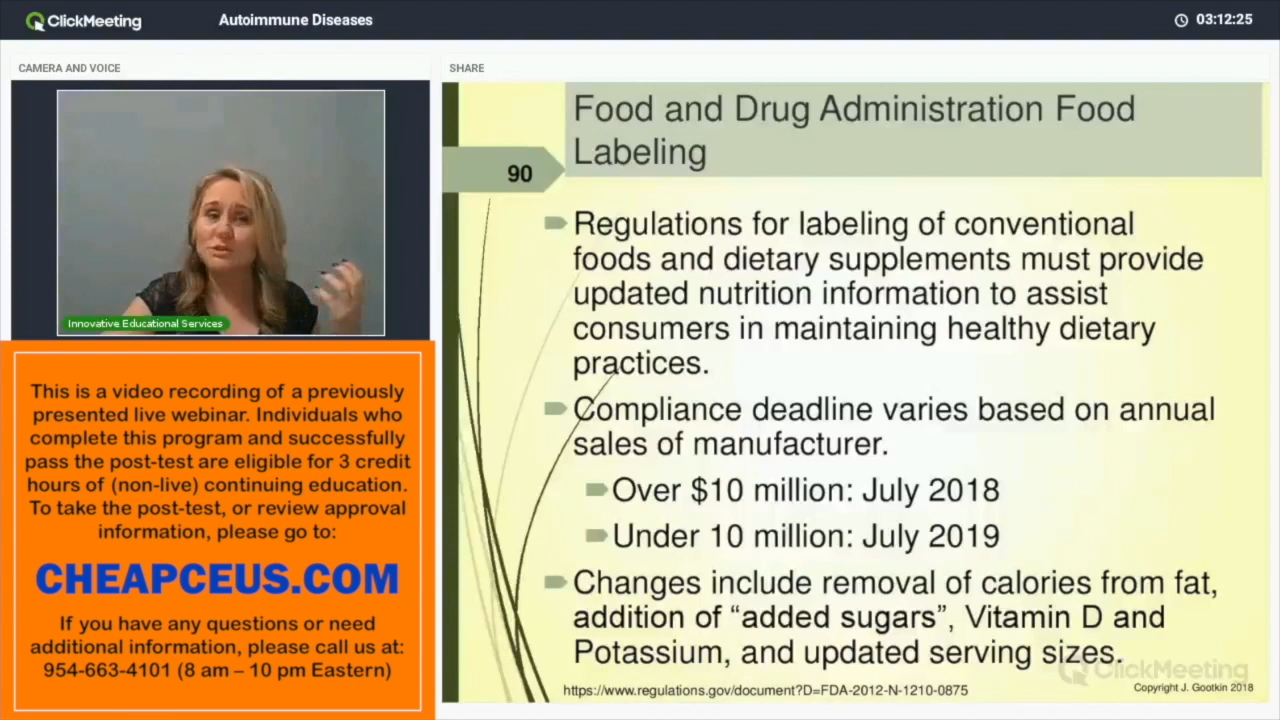 ClickMeeting
Autoimmune Diseases
03:12:25
CAMERA AND VOICE
SHARE
Innovative Educational Services
This is a video recording of a previously
presented live webinar. Individuals who
complete this program and successfully
pass the post-test are eligible for 3 credit
hours of (non-live) continuing education.
To take the post-test, or review approval
information, please go to:
CHEAPCEUS.COM
If you have any questions or need
additional information, please call us at:
954-663-4101 (8 am – 10 pm Eastern)
Food and Drug Administration Food
Labeling
90
Regulations for labeling of conventional
foods and dietary supplements must provide
updated nutrition information to assist
consumers in maintaining healthy dietary
practices.
Compliance deadline varies based on annual
sales of manufacturer.
Over $10 million: July 2018
Under 10 million: July 2019
Changes include removal of calories from fat,
addition of “added sugars”, Vitamin D and
Potassium, and updated serving sizes.
ClickMeeting
https://www.regulations.gov/document?D=FDA-2012-N-1210-0875
Copyright J. Gootkin 2018